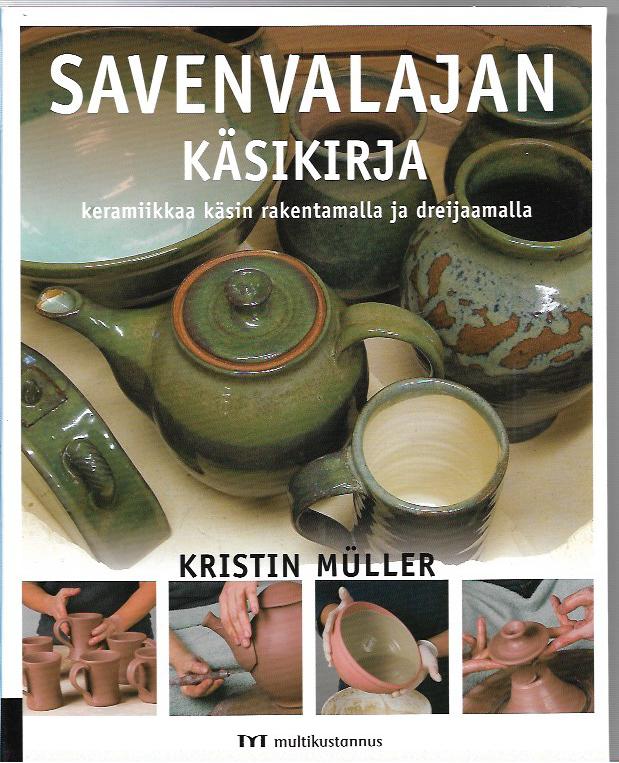 SAVENVALAJAN
KÄSIKIRJA
keramiikkaa käsin rakentamalla ja dreijaamalla
KRISTIN MÜLLER
multikustannus